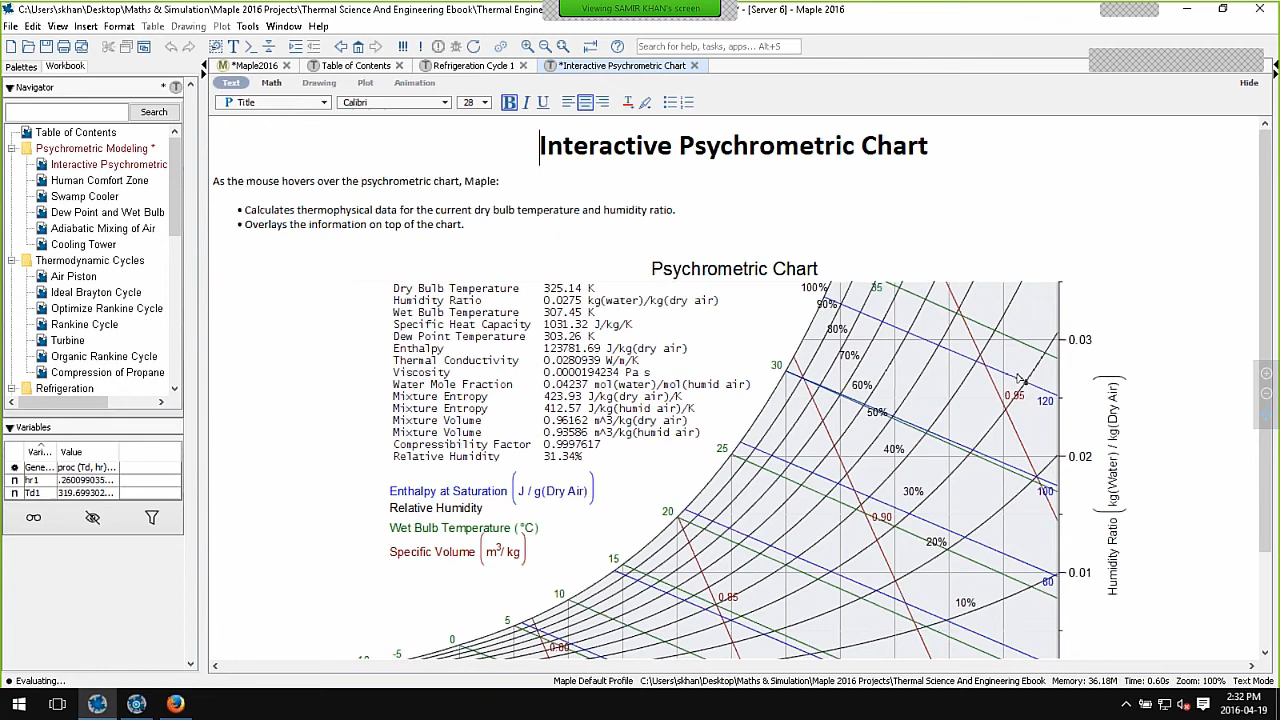 C:\Users\skhan\Desktop\Maths & Simulation\Maple 2016 Projects\Thermal Science And Engineering Ebook\Thermal Eng
Viewing SAMIR KHAN's screen
- [Server 6] - Maple 2016
File Edit View Insert Format Table Drawing Plot Tools Window Help
Search for help, tasks, apps... Alt+S
Palettes Workbook
*Maple2016
Table of Contents
Refrigeration Cycle 1
*Interactive Psychrometric Chart
Navigator
Text Math Drawing Plot Animation
Hide
P Title
Calibri
28
B I U
Search
Table of Contents
Psychrometric Modeling *
Interactive Psychrometric
Human Comfort Zone
Swamp Cooler
Dew Point and Wet Bulb
Adiabatic Mixing of Air
Cooling Tower
Thermodynamic Cycles
Air Piston
Ideal Brayton Cycle
Optimize Rankine Cycle
Rankine Cycle
Turbine
Organic Rankine Cycle
Compression of Propane
Refrigeration
Variables
Vari... Value
Gene... proc (Td, hr)...
hr1 .260099035...
Td1 319.699302...
Interactive Psychrometric Chart
As the mouse hovers over the psychrometric chart, Maple:
• Calculates thermophysical data for the current dry bulb temperature and humidity ratio.
• Overlays the information on top of the chart.
Psychrometric Chart
Dry Bulb Temperature 325.14 K
Humidity Ratio 0.0275 kg(water)/kg(dry air)
Wet Bulb Temperature 307.45 K
Specific Heat Capacity 1031.32 J/kg/K
Dew Point Temperature 303.26 K
Enthalpy 123781.69 J/kg(dry air)
Thermal Conductivity 0.0280939 W/m/K
Viscosity 0.0000194234 Pa s
Water Mole Fraction 0.04237 mol(water)/mol(humid air)
Mixture Entropy 423.93 J/kg(dry air)/K
Mixture Entropy 412.57 J/kg(humid air)/K
Mixture Volume 0.96162 m^3/kg(dry air)
Mixture Volume 0.93586 m^3/kg(humid air)
Compressibility Factor 0.9997617
Relative Humidity 31.34%
Enthalpy at Saturation (J / g(Dry Air))
Relative Humidity
Wet Bulb Temperature (°C)
Specific Volume (m³/ kg)
100%
90%
80%
70%
60%
50%
40%
30%
20%
10%
35
30
25
20
15
10
5
0
-5
0.95
0.90
0.85
0.80
120
100
80
0.03
0.02
0.01
Humidity Ratio (kg(Water) / kg(Dry Air))
Evaluating...
Maple Default Profile C:\Users\skhan\Desktop\Maths & Simulation\Maple 2016 Projects\Thermal Science And Engineering Ebook Memory: 36.18M Time: 0.60s Zoom: 100% Text Mode
2:32 PM
2016-04-19